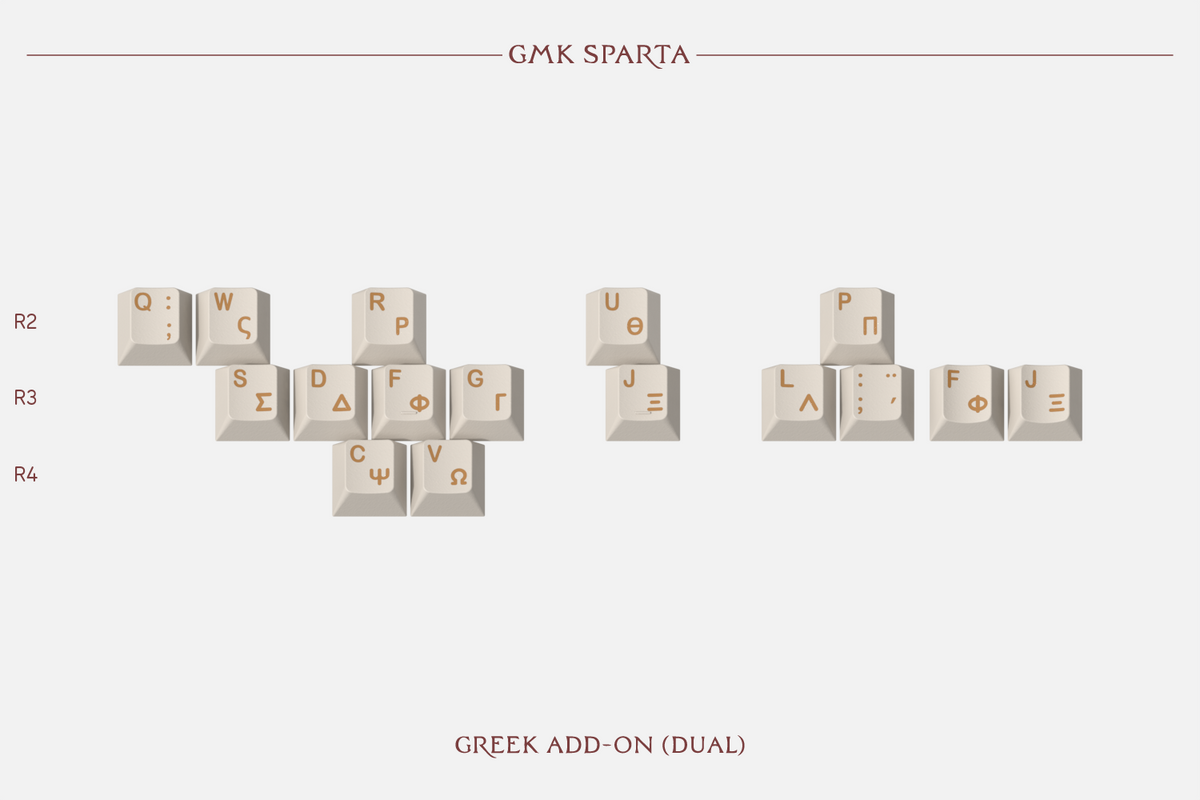 GMK SPARTA
R2
Q :
;
W
ς
R
Ρ
U
Θ
P
Π
R3
S
Σ
D
Δ
F
Φ
G
Γ
J
Ξ
L
Λ
: ¨
; ΄
F
Φ
J
Ξ
R4
C
Ψ
V
Ω
GREEK ADD-ON (DUAL)